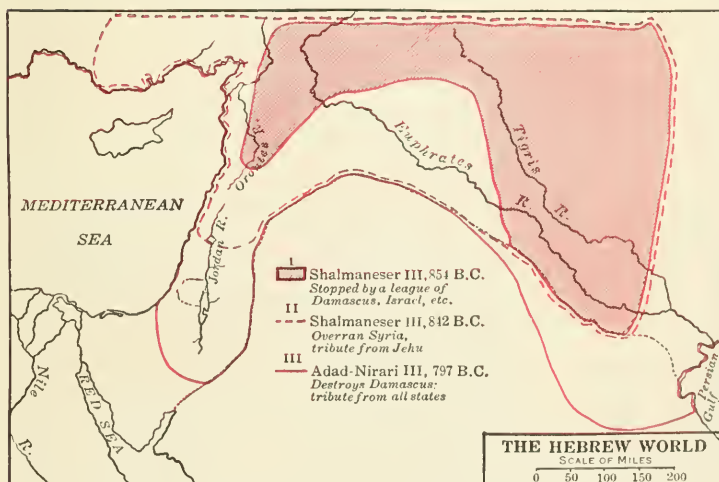 MEDITERRANEAN
SEA
Orontes R.
Euphrates R.
Tigris R.
Jordan R.
I
Shalmaneser III, 854 B.C.
Stopped by a league of
Damascus, Israel, etc.
II
Shalmaneser III, 842 B.C.
Overran Syria,
tribute from Jehu
III
Adad-Nirari III, 797 B.C.
Destroys Damascus;
tribute from all states
Nile R.
RED SEA
Persian
Gulf
THE HEBREW WORLD
SCALE OF MILES
0 50 100 150 200